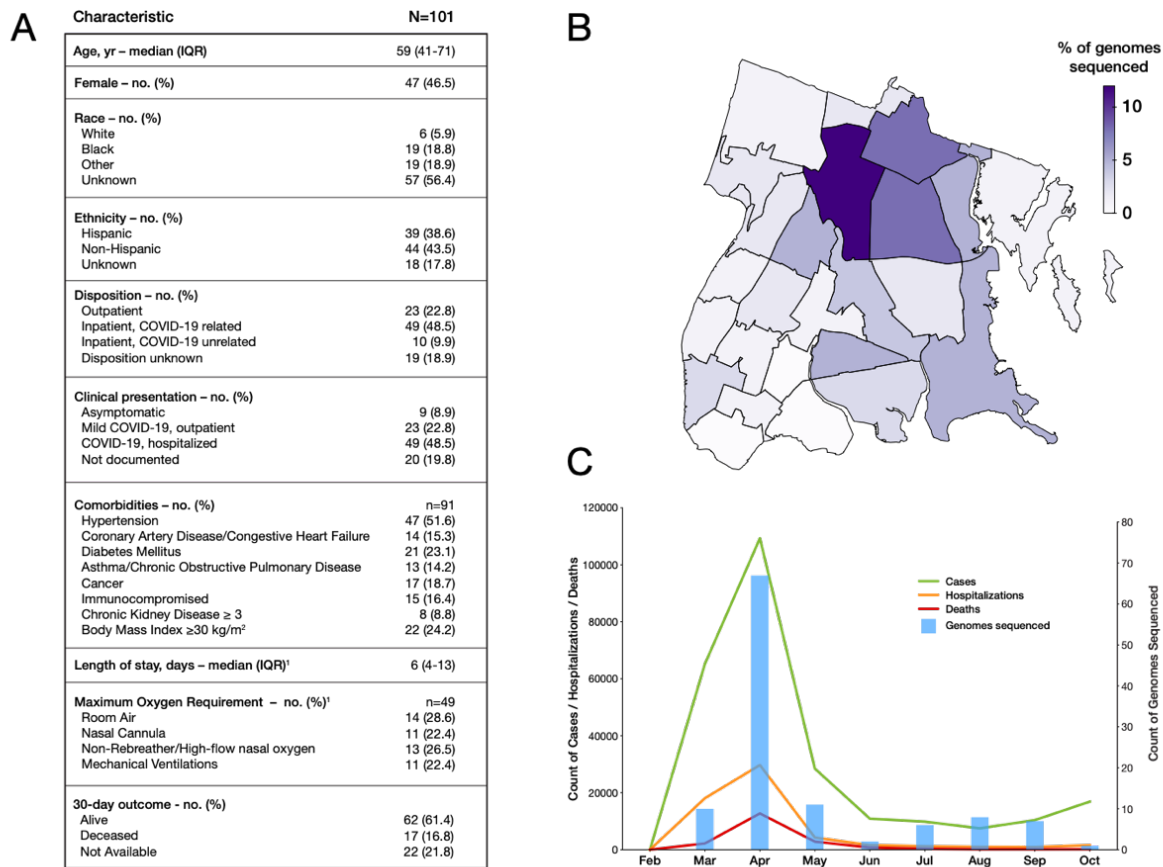 A
Characteristic N=101
Age, yr – median (IQR) 59 (41-71)
Female – no. (%) 47 (46.5)
Race – no. (%)
White 6 (5.9)
Black 19 (18.8)
Other 19 (18.9)
Unknown 57 (56.4)
Ethnicity – no. (%)
Hispanic 39 (38.6)
Non-Hispanic 44 (43.5)
Unknown 18 (17.8)
Disposition – no. (%)
Outpatient 23 (22.8)
Inpatient, COVID-19 related 49 (48.5)
Inpatient, COVID-19 unrelated 10 (9.9)
Disposition unknown 19 (18.9)
Clinical presentation – no. (%)
Asymptomatic 9 (8.9)
Mild COVID-19, outpatient 23 (22.8)
COVID-19, hospitalized 49 (48.5)
Not documented 20 (19.8)
Comorbidities – no. (%) n=91
Hypertension 47 (51.6)
Coronary Artery Disease/Congestive Heart Failure 14 (15.3)
Diabetes Mellitus 21 (23.1)
Asthma/Chronic Obstructive Pulmonary Disease 13 (14.2)
Cancer 17 (18.7)
Immunocompromised 15 (16.4)
Chronic Kidney Disease ≥ 3 8 (8.8)
Body Mass Index ≥30 kg/m² 22 (24.2)
Length of stay, days – median (IQR)¹ 6 (4-13)
Maximum Oxygen Requirement – no. (%)¹ n=49
Room Air 14 (28.6)
Nasal Cannula 11 (22.4)
Non-Rebreather/High-flow nasal oxygen 13 (26.5)
Mechanical Ventilations 11 (22.4)
30-day outcome - no. (%)
Alive 62 (61.4)
Deceased 17 (16.8)
Not Available 22 (21.8)
B
% of genomes
sequenced
10
5
0
C
Count of Cases / Hospitalizations / Deaths
120000
100000
80000
60000
40000
20000
0
Cases
Hospitalizations
Deaths
Genomes sequenced
80
70
60
50
40
30
20
10
0
Count of Genomes Sequenced
Feb Mar Apr May Jun Jul Aug Sep Oct